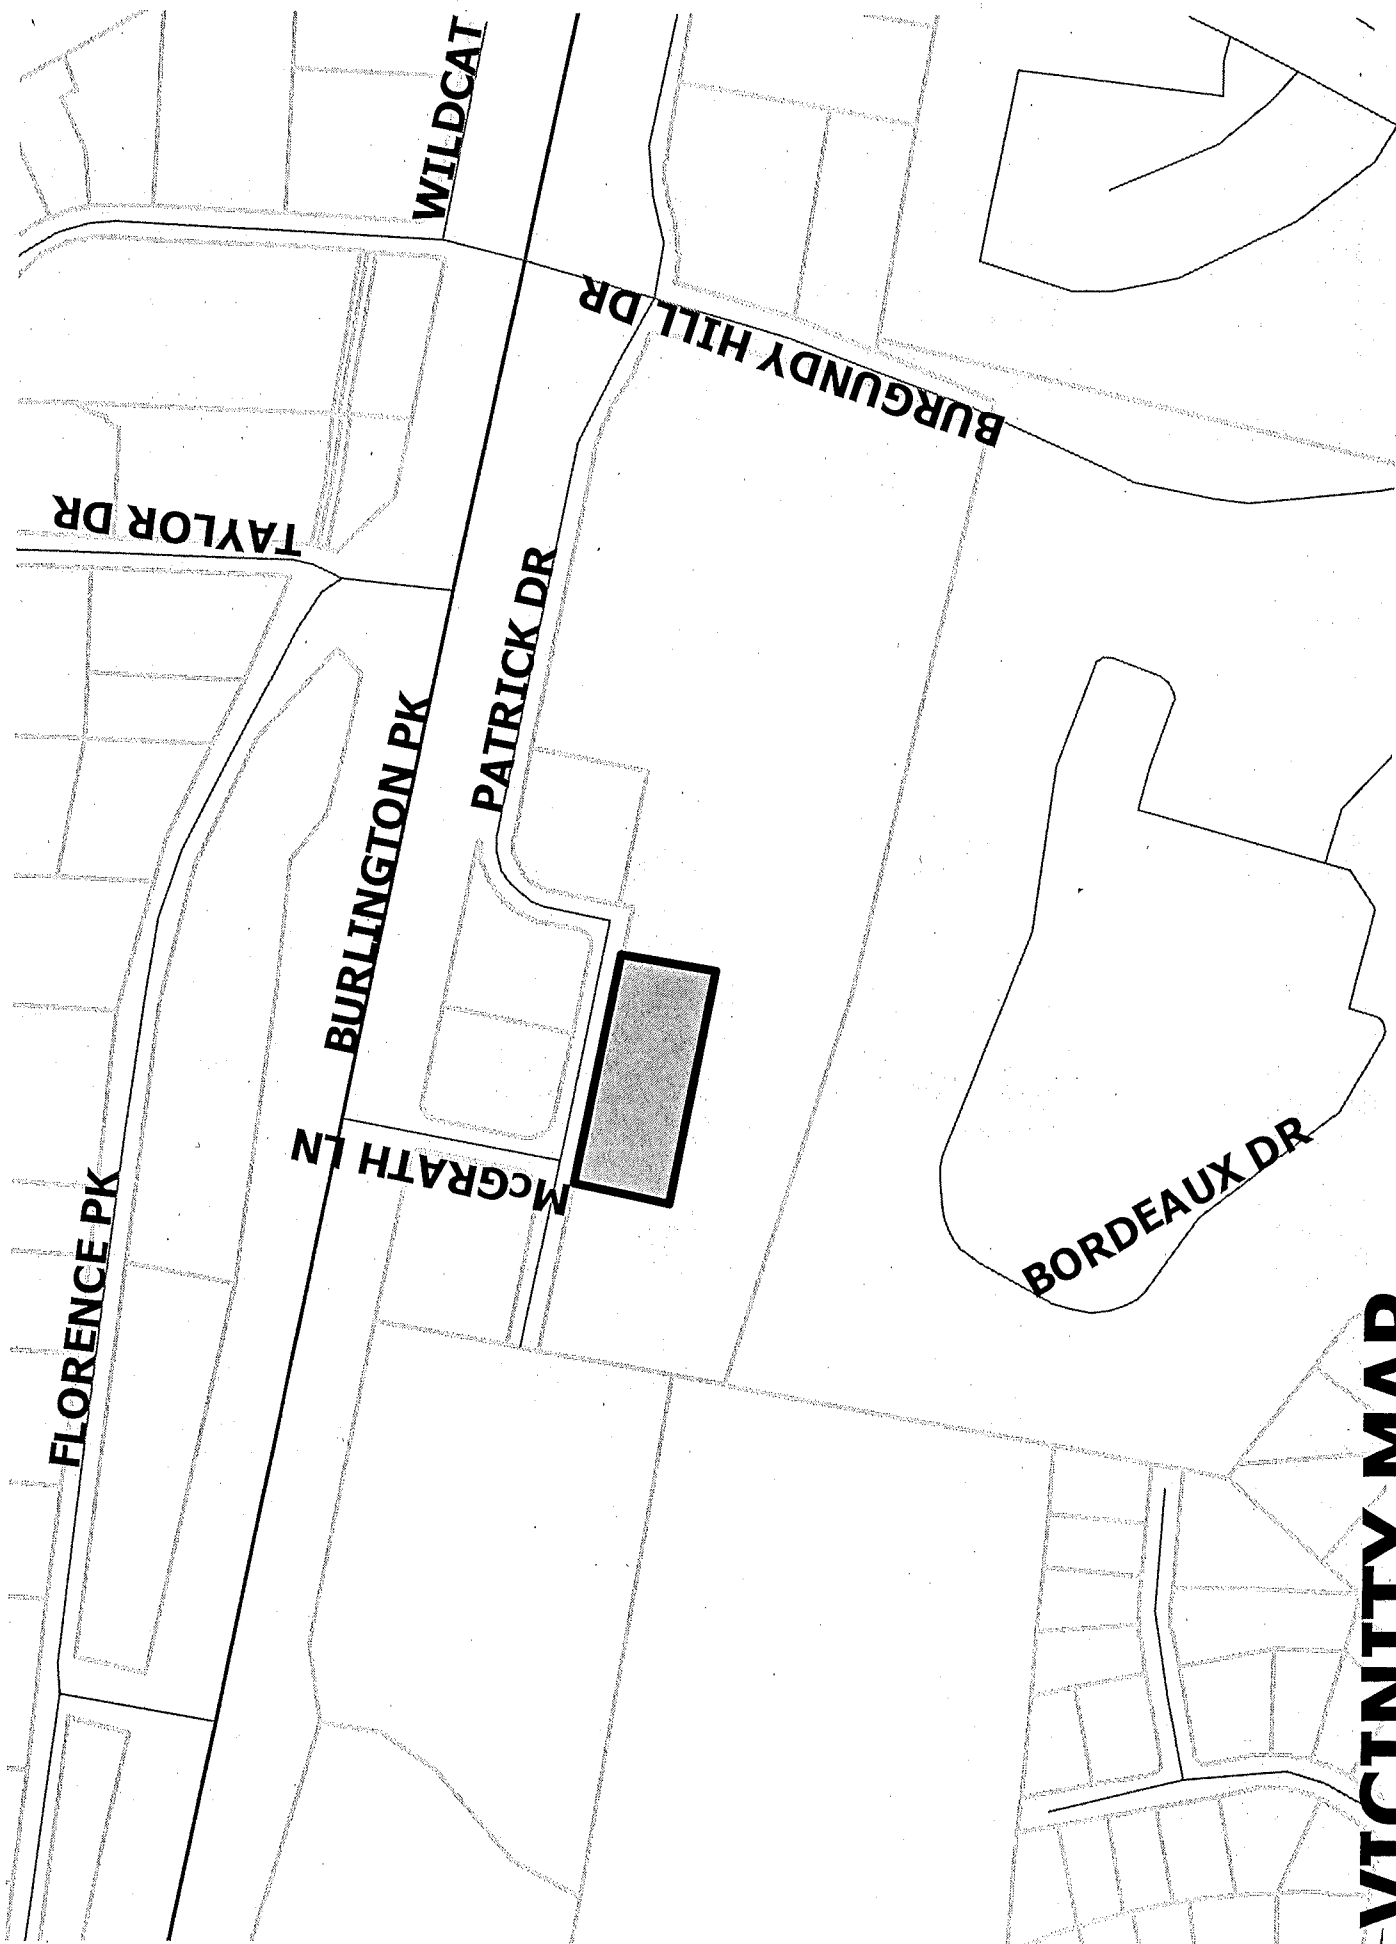 WILDCAT
BURGUNDY HILL DR
TAYLOR DR
PATRICK DR
BURLINGTON PK
McGRATH LN
FLORENCE PK
BORDEAUX DR
VICINITY MAP